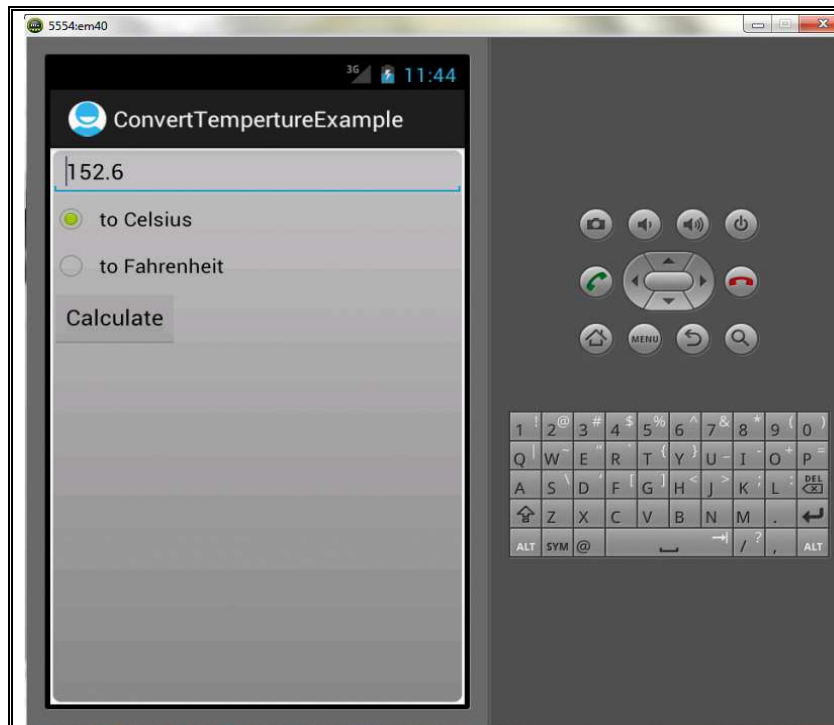 5554:em40
3G 11:44
ConvertTempertureExample
152.6
to Celsius
to Fahrenheit
Calculate
MENU
1 ! 2 @ 3 # 4 $ 5 % 6 ^ 7 & 8 * 9 ( 0 )
Q | W ~ E " R ` T { Y } U _ I - O + P =
A S \ D ' F [ G ] H < J > K ; L : DEL
Z X C V B N M .
ALT SYM @ / ? , ALT